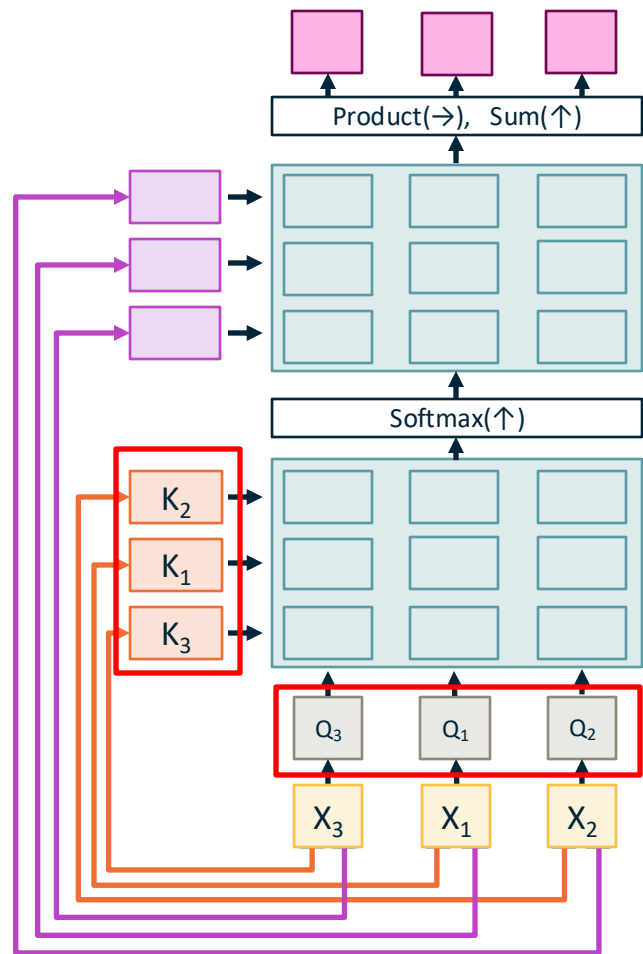 Product(→), Sum(↑)
Softmax(↑)
K₂
K₁
K₃
Q₃ Q₁ Q₂
X₃ X₁ X₂